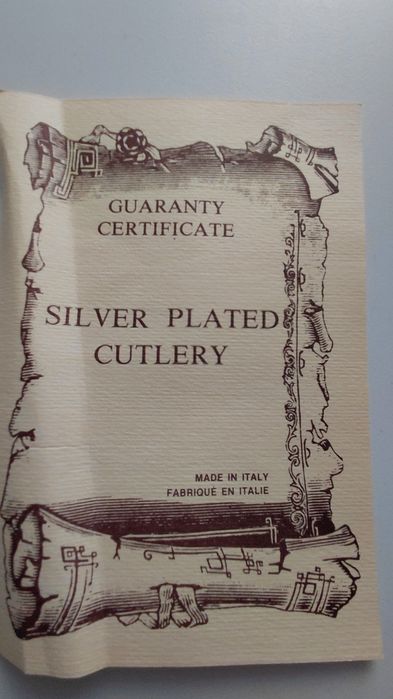 GUARANTY
CERTIFICATE
SILVER PLATED
CUTLERY
MADE IN ITALY
FABRIQUÉ EN ITALIE